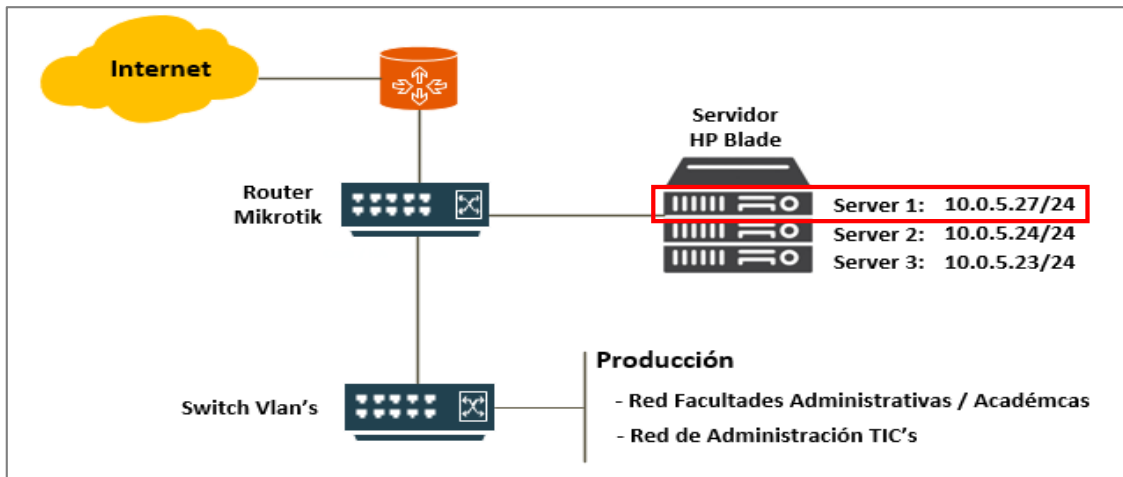 Internet
Servidor
HP Blade
Router
Mikrotik
Server 1: 10.0.5.27/24
Server 2: 10.0.5.24/24
Server 3: 10.0.5.23/24
Producción
Switch Vlan's
- Red Facultades Administrativas / Académcas
- Red de Administración TIC's